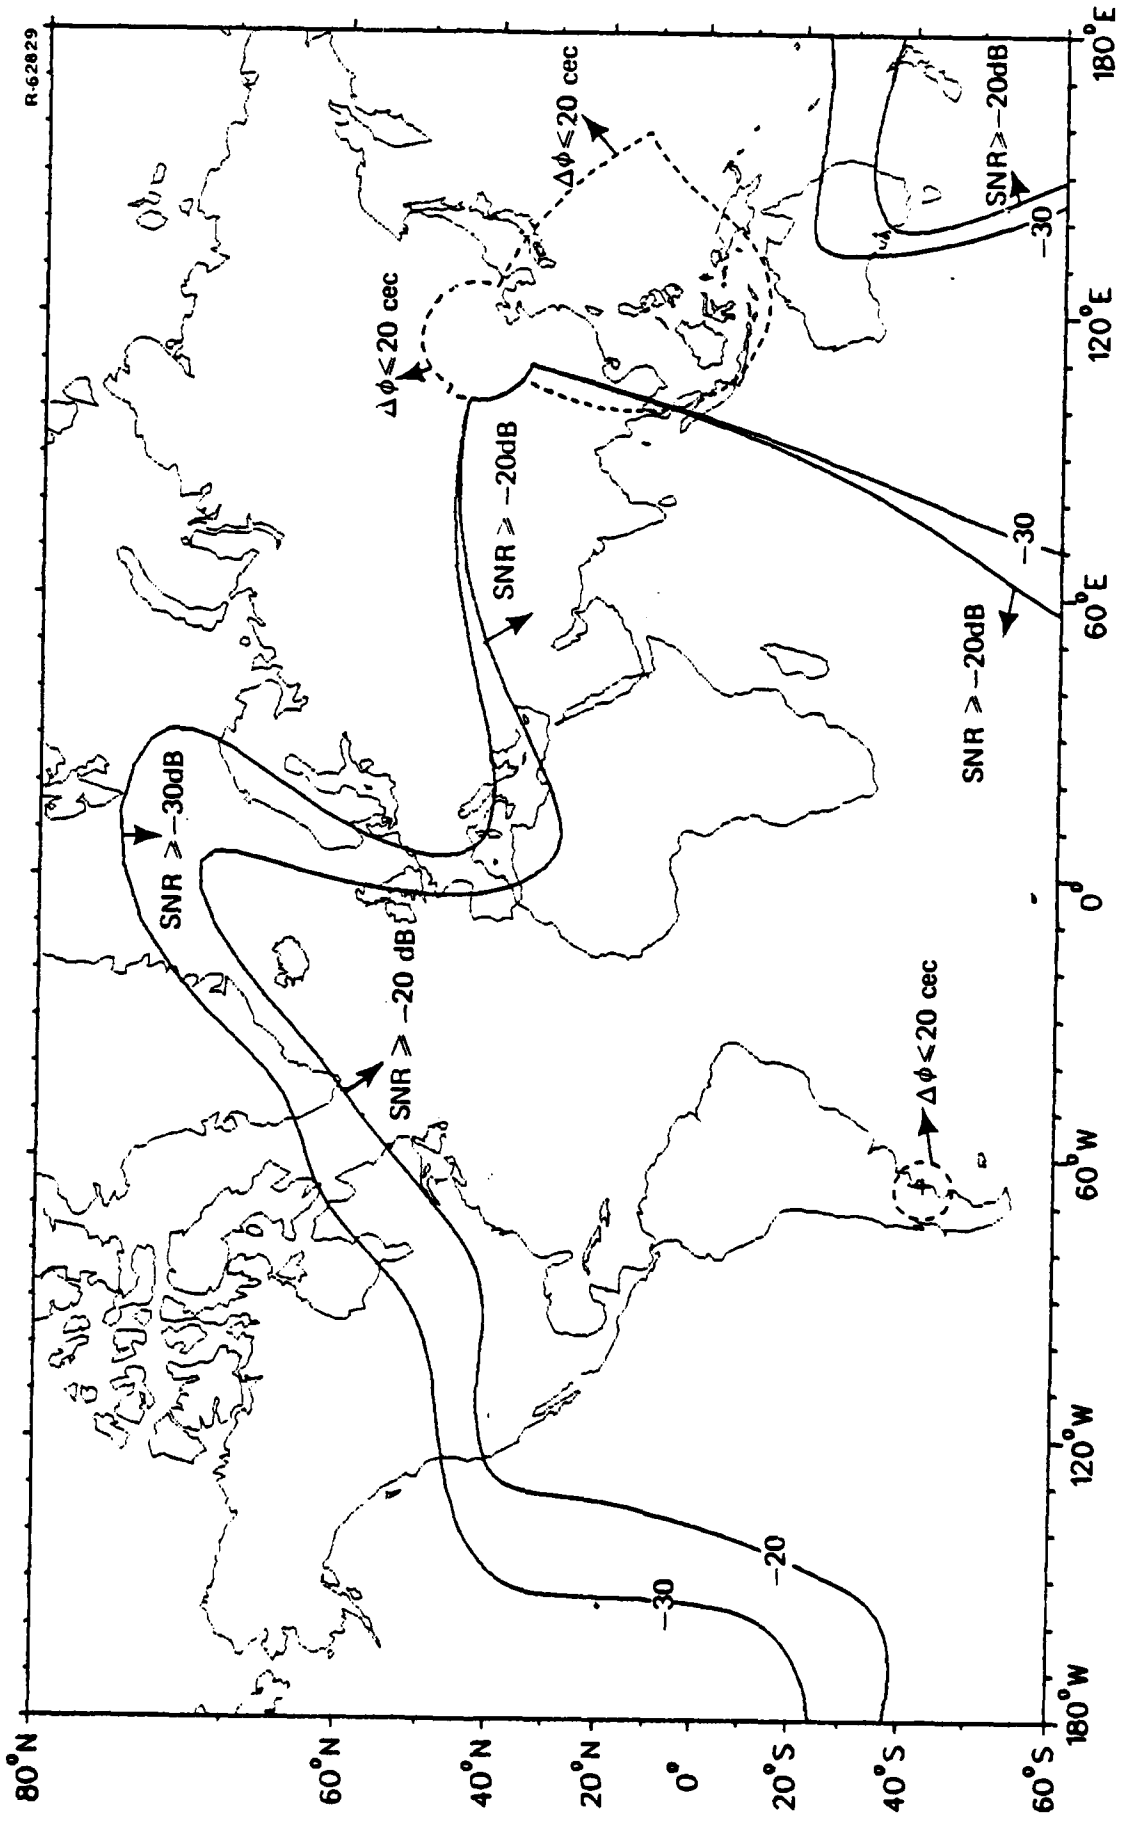 R-62829
80°N
60°N
40°N
20°N
0°
20°S
40°S
60°S
180°W
120°W
60°W
0°
60°E
120°E
180°E
SNR ⩾ -30dB
SNR ⩾ -20 dB
SNR ⩾ -20dB
SNR ⩾ -20dB
SNR ⩾ -20dB
Δϕ ⩽ 20 cec
Δϕ ⩽ 20 cec
Δϕ ⩽ 20 cec
-30
-20
-30
-30